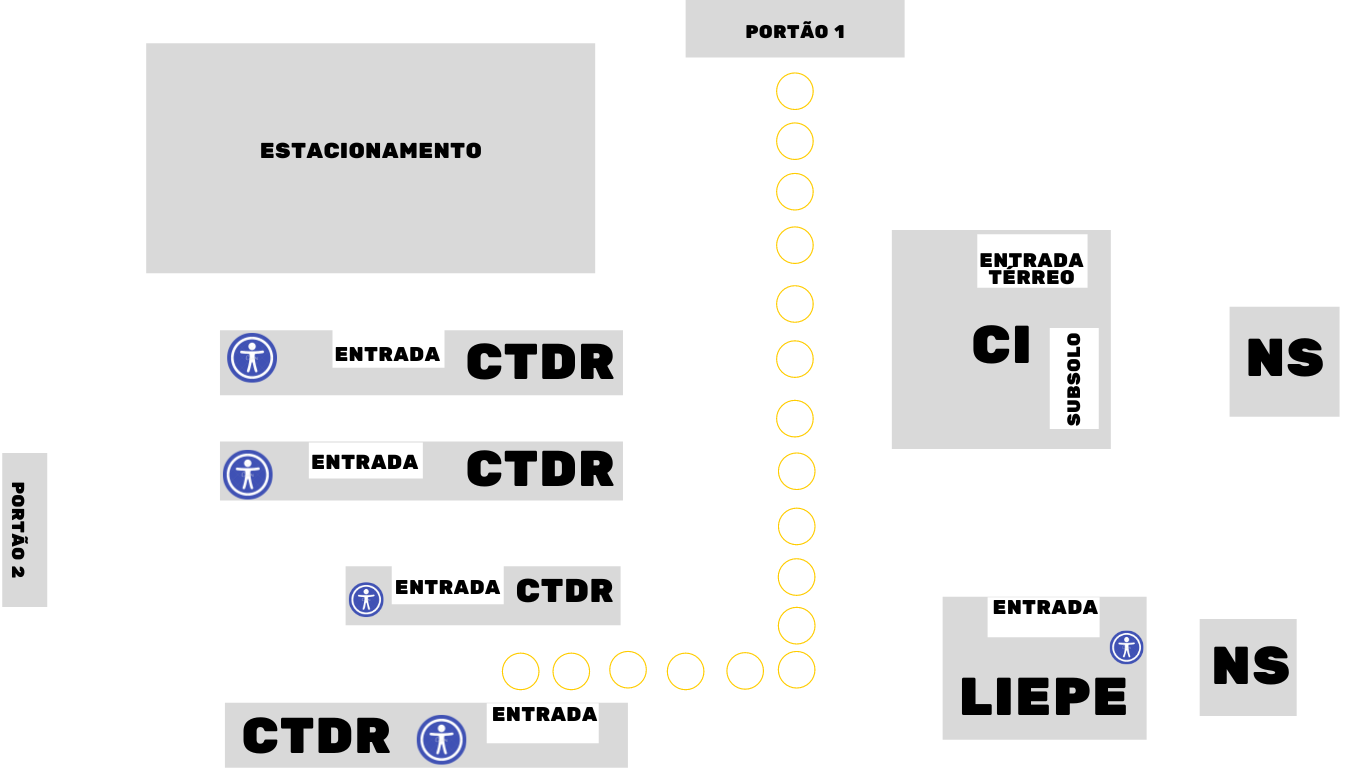 PORTÃO 1
ESTACIONAMENTO
ENTRADA
TÉRREO
CI
SUBSOLO
NS
ENTRADA
CTDR
ENTRADA
CTDR
PORTÃO 2
ENTRADA
CTDR
ENTRADA
LIEPE
NS
CTDR
ENTRADA